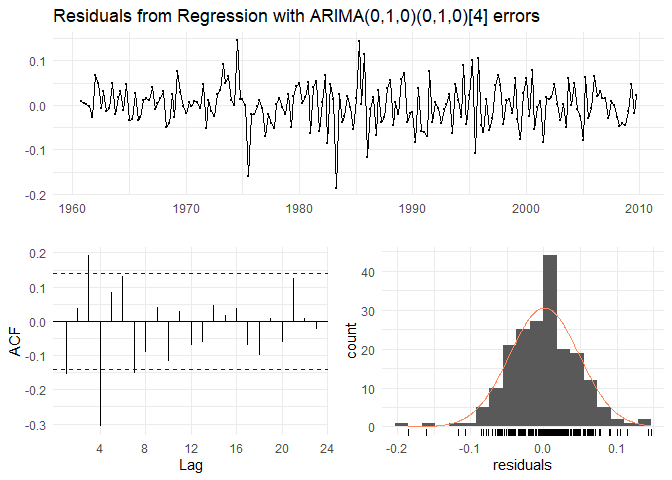 Residuals from Regression with ARIMA(0,1,0)(0,1,0)[4] errors
0.1
0.0
-0.1
-0.2
1960 1970 1980 1990 2000 2010
ACF
0.2
0.1
0.0
-0.1
-0.2
-0.3
4 8 12 16 20 24
Lag
count
40
30
20
10
0
-0.2 -0.1 0.0 0.1
residuals